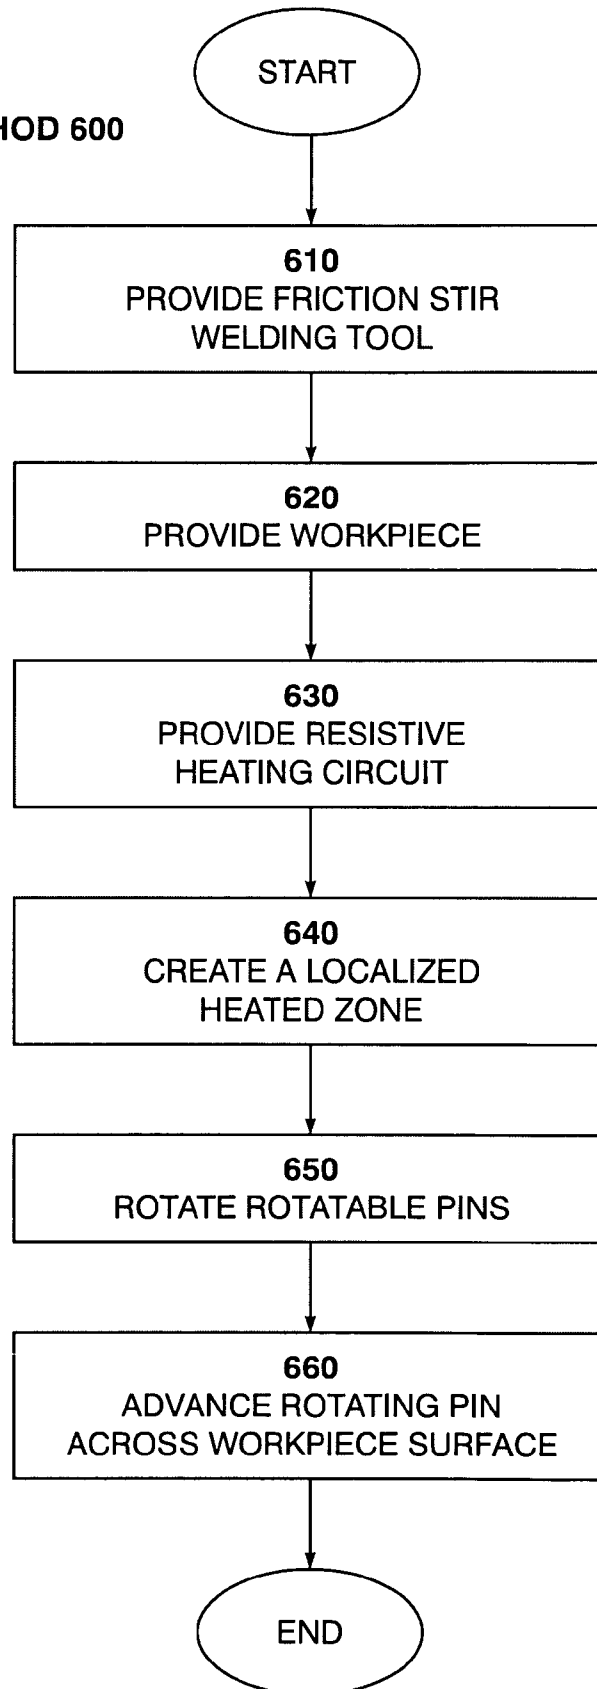 START
HOD 600
610
PROVIDE FRICTION STIR
WELDING TOOL
620
PROVIDE WORKPIECE
630
PROVIDE RESISTIVE
HEATING CIRCUIT
640
CREATE A LOCALIZED
HEATED ZONE
650
ROTATE ROTATABLE PINS
660
ADVANCE ROTATING PIN
ACROSS WORKPIECE SURFACE
END